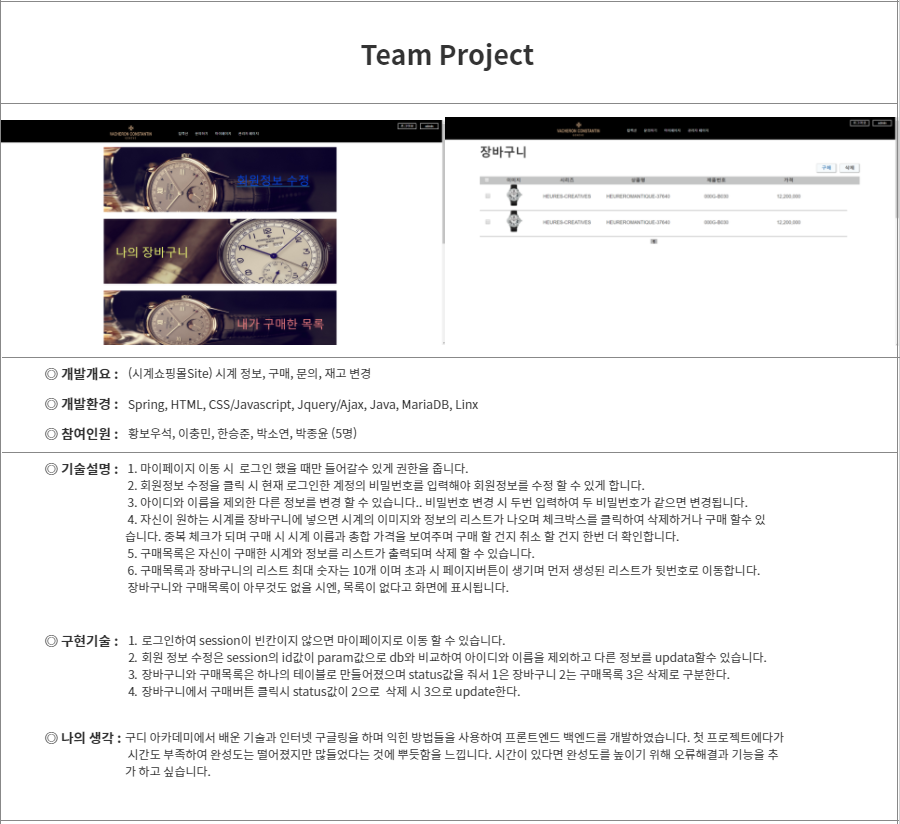 Team Project
VACHERON CONSTANTIN
회원정보 수정
나의 장바구니
내가 구매한 목록
VACHERON CONSTANTIN
장바구니
구매 삭제
이미지 시리즈 상품명 제품번호 가격
HEURES-CREATIVES HEUREROMANTIQUE-37640 000G-B030 12,200,000
HEURES-CREATIVES HEUREROMANTIQUE-37640 000G-B030 12,200,000
◎ 개발개요 : (시계쇼핑몰Site) 시계 정보, 구매, 문의, 재고 변경
◎ 개발환경 : Spring, HTML, CSS/Javascript, Jquery/Ajax, Java, MariaDB, Linx
◎ 참여인원 : 황보우석, 이충민, 한승준, 박소연, 박종윤 (5명)
◎ 기술설명 : 1. 마이페이지 이동 시 로그인 했을 때만 들어갈수 있게 권한을 줍니다.
2. 회원정보 수정을 클릭 시 현재 로그인한 계정의 비밀번호를 입력해야 회원정보를 수정 할 수 있게 합니다.
3. 아이디와 이름을 제외한 다른 정보를 변경 할 수 있습니다.. 비밀번호 변경 시 두번 입력하여 두 비밀번호가 같으면 변경됩니다.
4. 자신이 원하는 시계를 장바구니에 넣으면 시계의 이미지와 정보의 리스트가 나오며 체크박스를 클릭하여 삭제하거나 구매 할수 있
습니다. 중복 체크가 되며 구매 시 시계 이름과 총합 가격을 보여주며 구매 할 건지 취소 할 건지 한번 더 확인합니다.
5. 구매목록은 자신이 구매한 시계와 정보를 리스트가 출력되며 삭제 할 수 있습니다.
6. 구매목록과 장바구니의 리스트 최대 숫자는 10개 이며 초과 시 페이지버튼이 생기며 먼저 생성된 리스트가 뒷번호로 이동합니다.
장바구니와 구매목록이 아무것도 없을 시엔, 목록이 없다고 화면에 표시됩니다.
◎ 구현기술 : 1. 로그인하여 session이 빈칸이지 않으면 마이페이지로 이동 할 수 있습니다.
2. 회원 정보 수정은 session의 id값이 param값으로 db와 비교하여 아이디와 이름을 제외하고 다른 정보를 updata할수 있습니다.
3. 장바구니와 구매목록은 하나의 테이블로 만들어졌으며 status값을 줘서 1은 장바구니 2는 구매목록 3은 삭제로 구분한다.
4. 장바구니에서 구매버튼 클릭시 status값이 2으로 삭제 시 3으로 update한다.
◎ 나의 생각 : 구디 아카데미에서 배운 기술과 인터넷 구글링을 하며 익힌 방법들을 사용하여 프론트엔드 백엔드를 개발하였습니다. 첫 프로젝트에다가
시간도 부족하여 완성도는 떨어졌지만 많들었다는 것에 뿌듯함을 느낍니다. 시간이 있다면 완성도를 높이기 위해 오류해결과 기능을 추
가 하고 싶습니다.